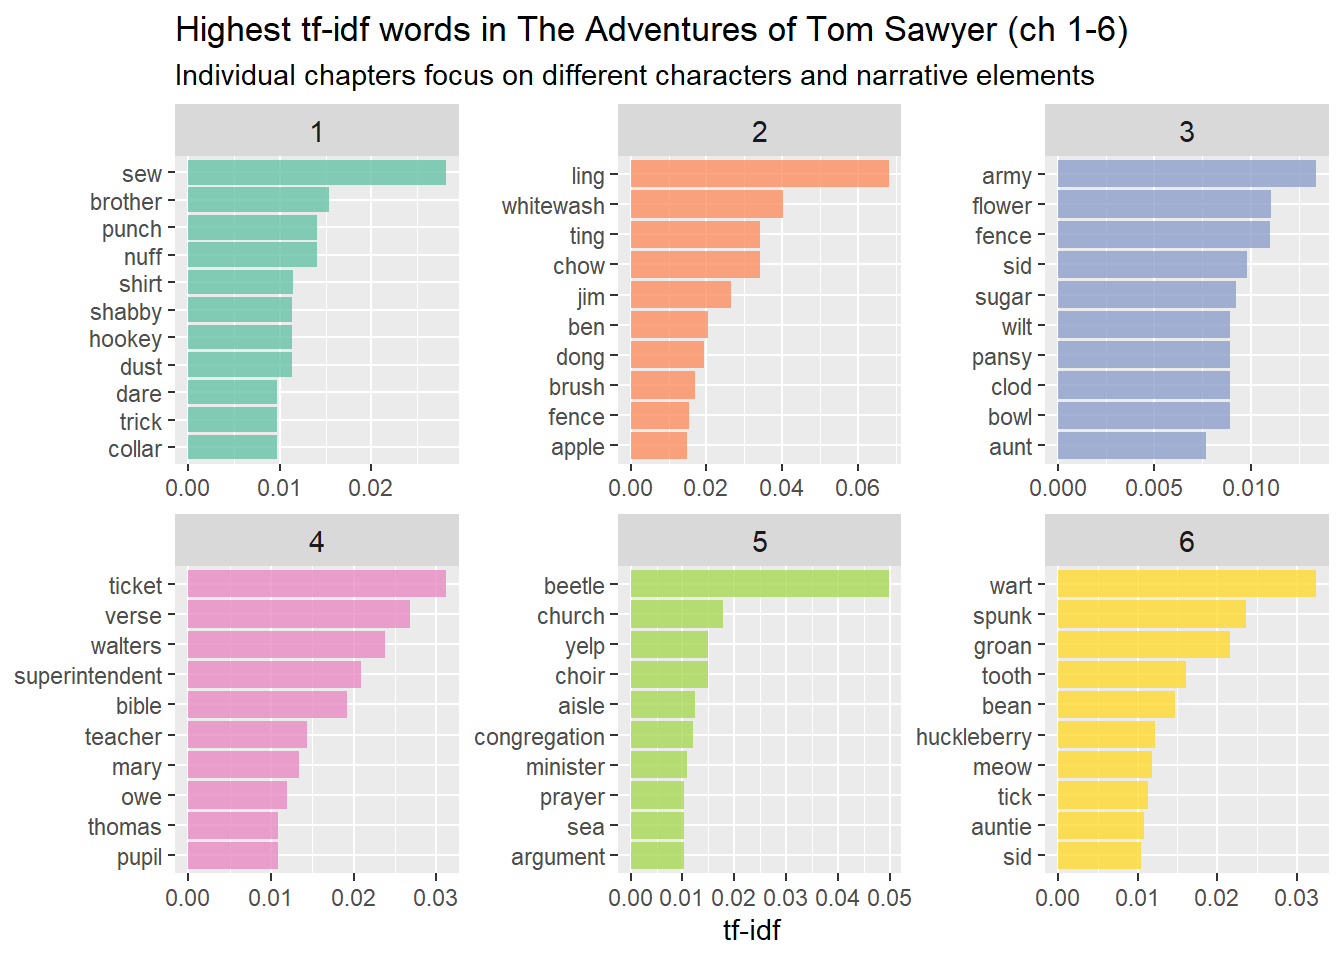 Highest tf-idf words in The Adventures of Tom Sawyer (ch 1-6)
Individual chapters focus on different characters and narrative elements
1
sew
brother
punch
nuff
shirt
shabby
hookey
dust
dare
trick
collar
0.00 0.01 0.02
2
ling
whitewash
ting
chow
jim
ben
dong
brush
fence
apple
0.00 0.02 0.04 0.06
3
army
flower
fence
sid
sugar
wilt
pansy
clod
bowl
aunt
0.000 0.005 0.010
4
ticket
verse
walters
superintendent
bible
teacher
mary
owe
thomas
pupil
0.00 0.01 0.02 0.03
5
beetle
church
yelp
choir
aisle
congregation
minister
prayer
sea
argument
0.00 0.01 0.02 0.03 0.04 0.05
6
wart
spunk
groan
tooth
bean
huckleberry
meow
tick
auntie
sid
0.00 0.01 0.02 0.03
tf-idf